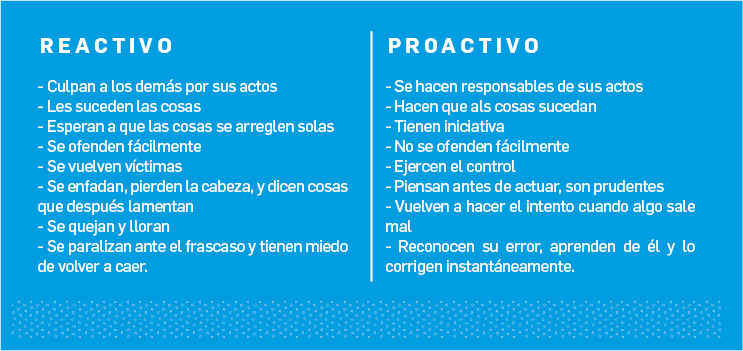 REACTIVO
- Culpan a los demás por sus actos
- Les suceden las cosas
- Esperan a que las cosas se arreglen solas
- Se ofenden fácilmente
- Se vuelven víctimas
- Se enfadan, pierden la cabeza, y dicen cosas
que después lamentan
- Se quejan y lloran
- Se paralizan ante el frascaso y tienen miedo
de volver a caer.
PROACTIVO
- Se hacen responsables de sus actos
- Hacen que als cosas sucedan
- Tienen iniciativa
- No se ofenden fácilmente
- Ejercen el control
- Piensan antes de actuar, son prudentes
- Vuelven a hacer el intento cuando algo sale
mal
- Reconocen su error, aprenden de él y lo
corrigen instantáneamente.